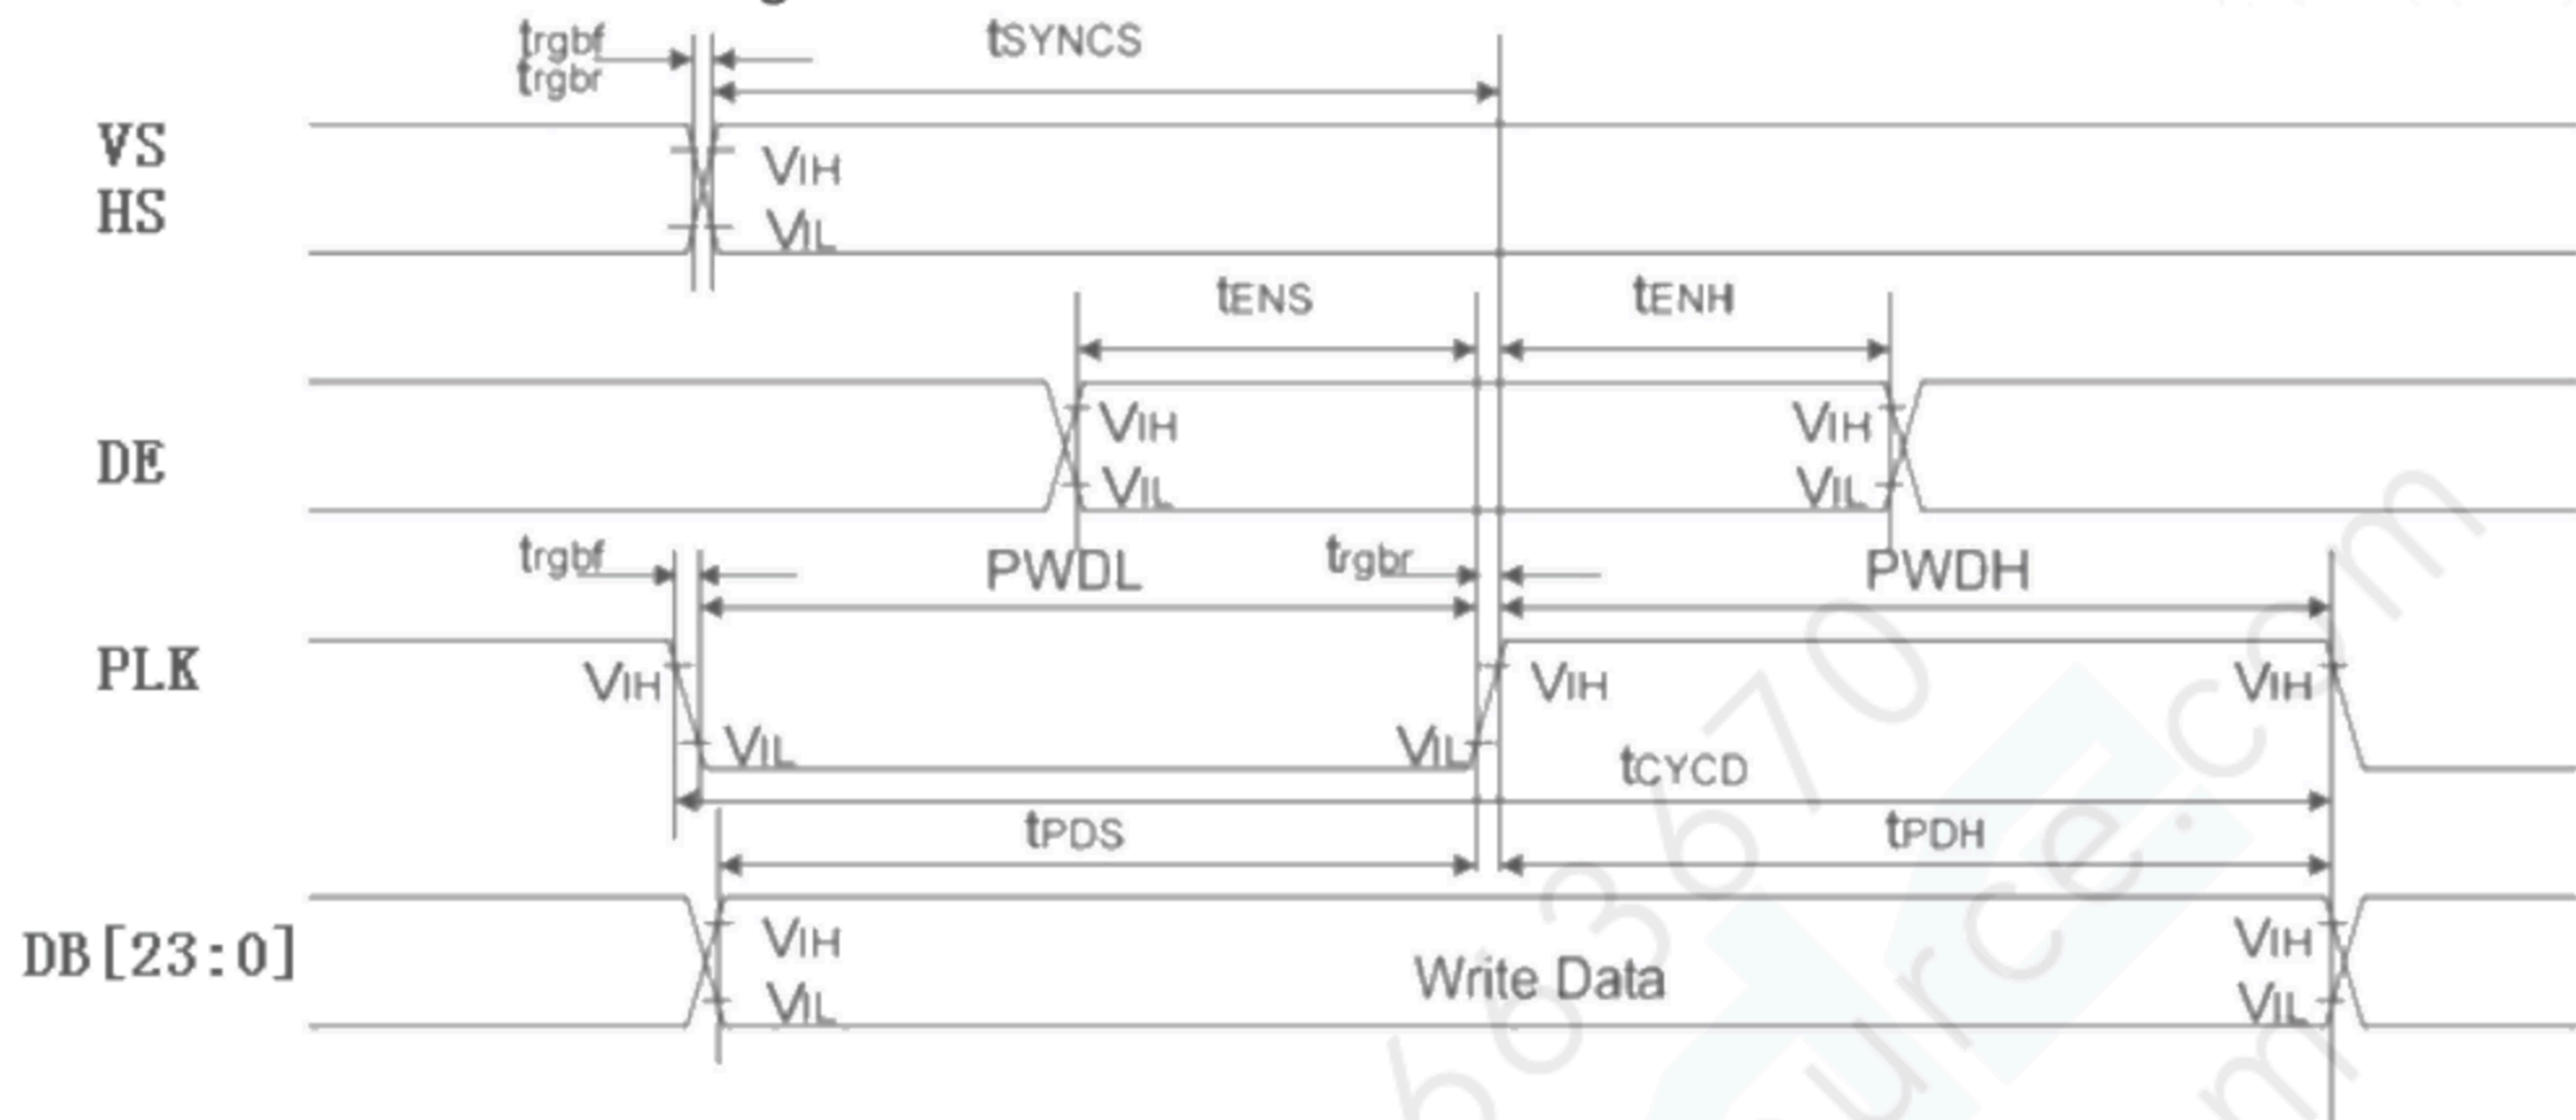 trgbf
tSYNCS
trgbr
VS
VIH
HS
VIL
tENS
tENH
DE
VIH
VIH
VIL
VIL
trgbf
PWDL
trgbr
PWDH
PLK
VIH
VIH
VIH
VIL
VIL
tCYCD
tPDS
tPDH
DB[23:0]
VIH
VIH
Write Data
VIL
VIL